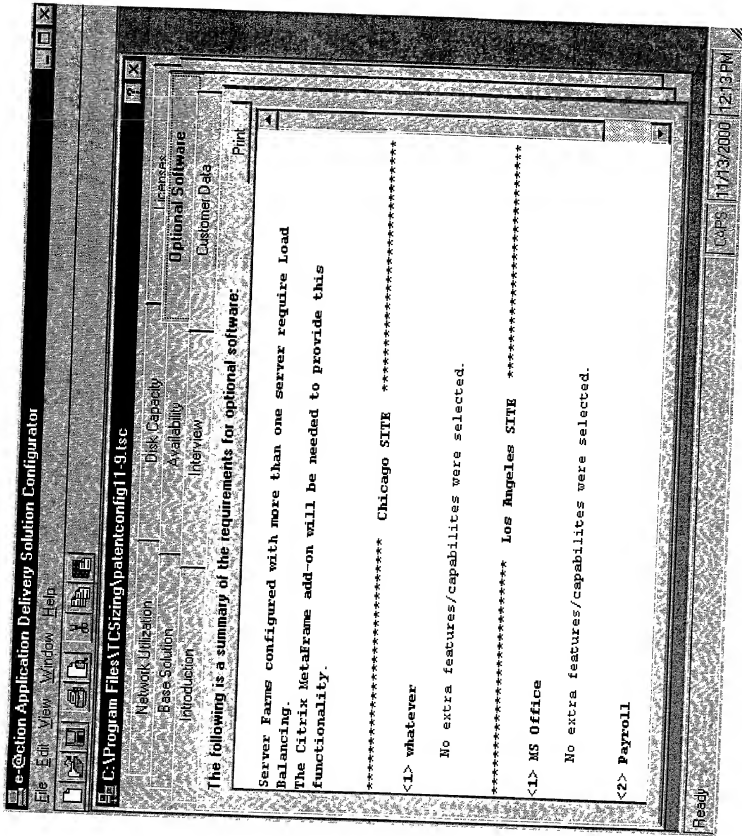 e-@ction Application Delivery Solution Configurator
File Edit View Window Help
C:\Program Files\TCSizing\patentconfig11-9.tsc
Network Utilization Disk Capacity Licenses
Base Solution Availability Optional Software
Introduction Interview Customer Data
The following is a summary of the requirements for optional software: Print
Server Farms configured with more than one server require Load
Balancing.
The Citrix MetaFrame add-on will be needed to provide this
functionality.
****************************** Chicago SITE ******************************
<1> whatever
No extra features/capabilites were selected.
****************************** Los Angeles SITE ******************************
<1> MS Office
No extra features/capabilites were selected.
<2> Payroll
Ready CAPS 11/13/2000 12:13 PM